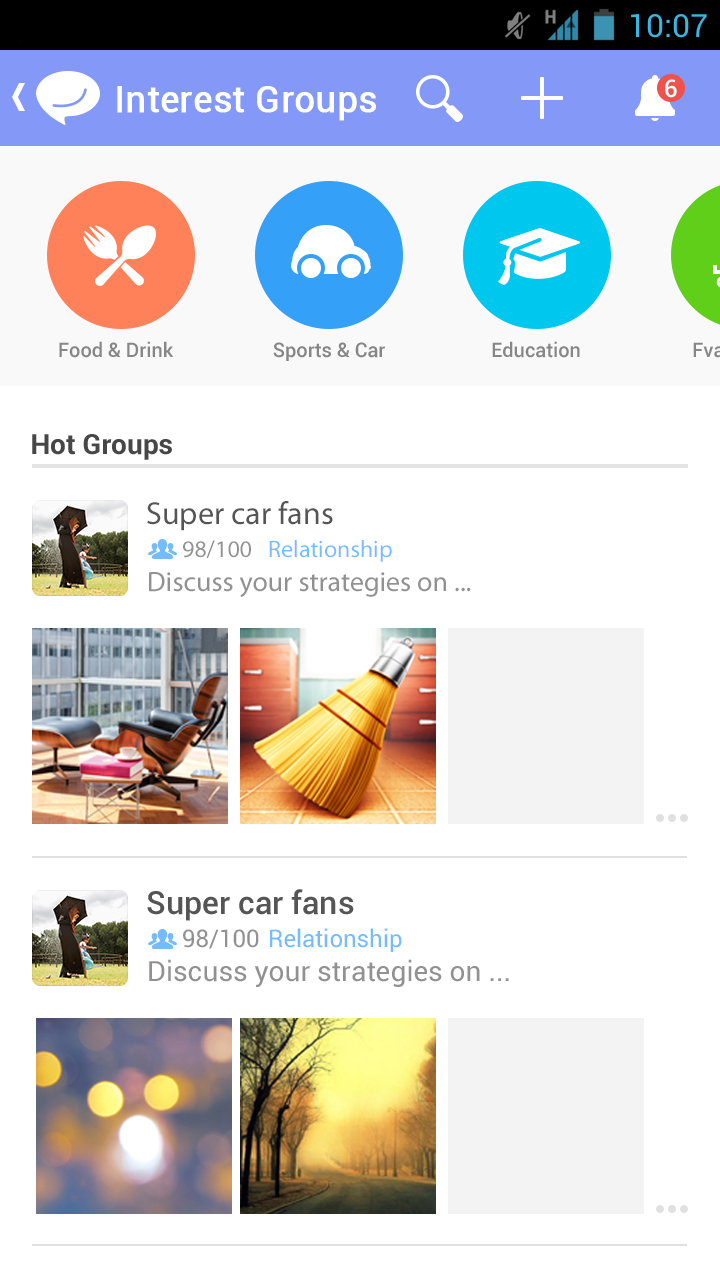 H 10:07
Interest Groups 6
Food & Drink Sports & Car Education Fva
Hot Groups
Super car fans
98/100 Relationship
Discuss your strategies on ...
Super car fans
98/100 Relationship
Discuss your strategies on ...